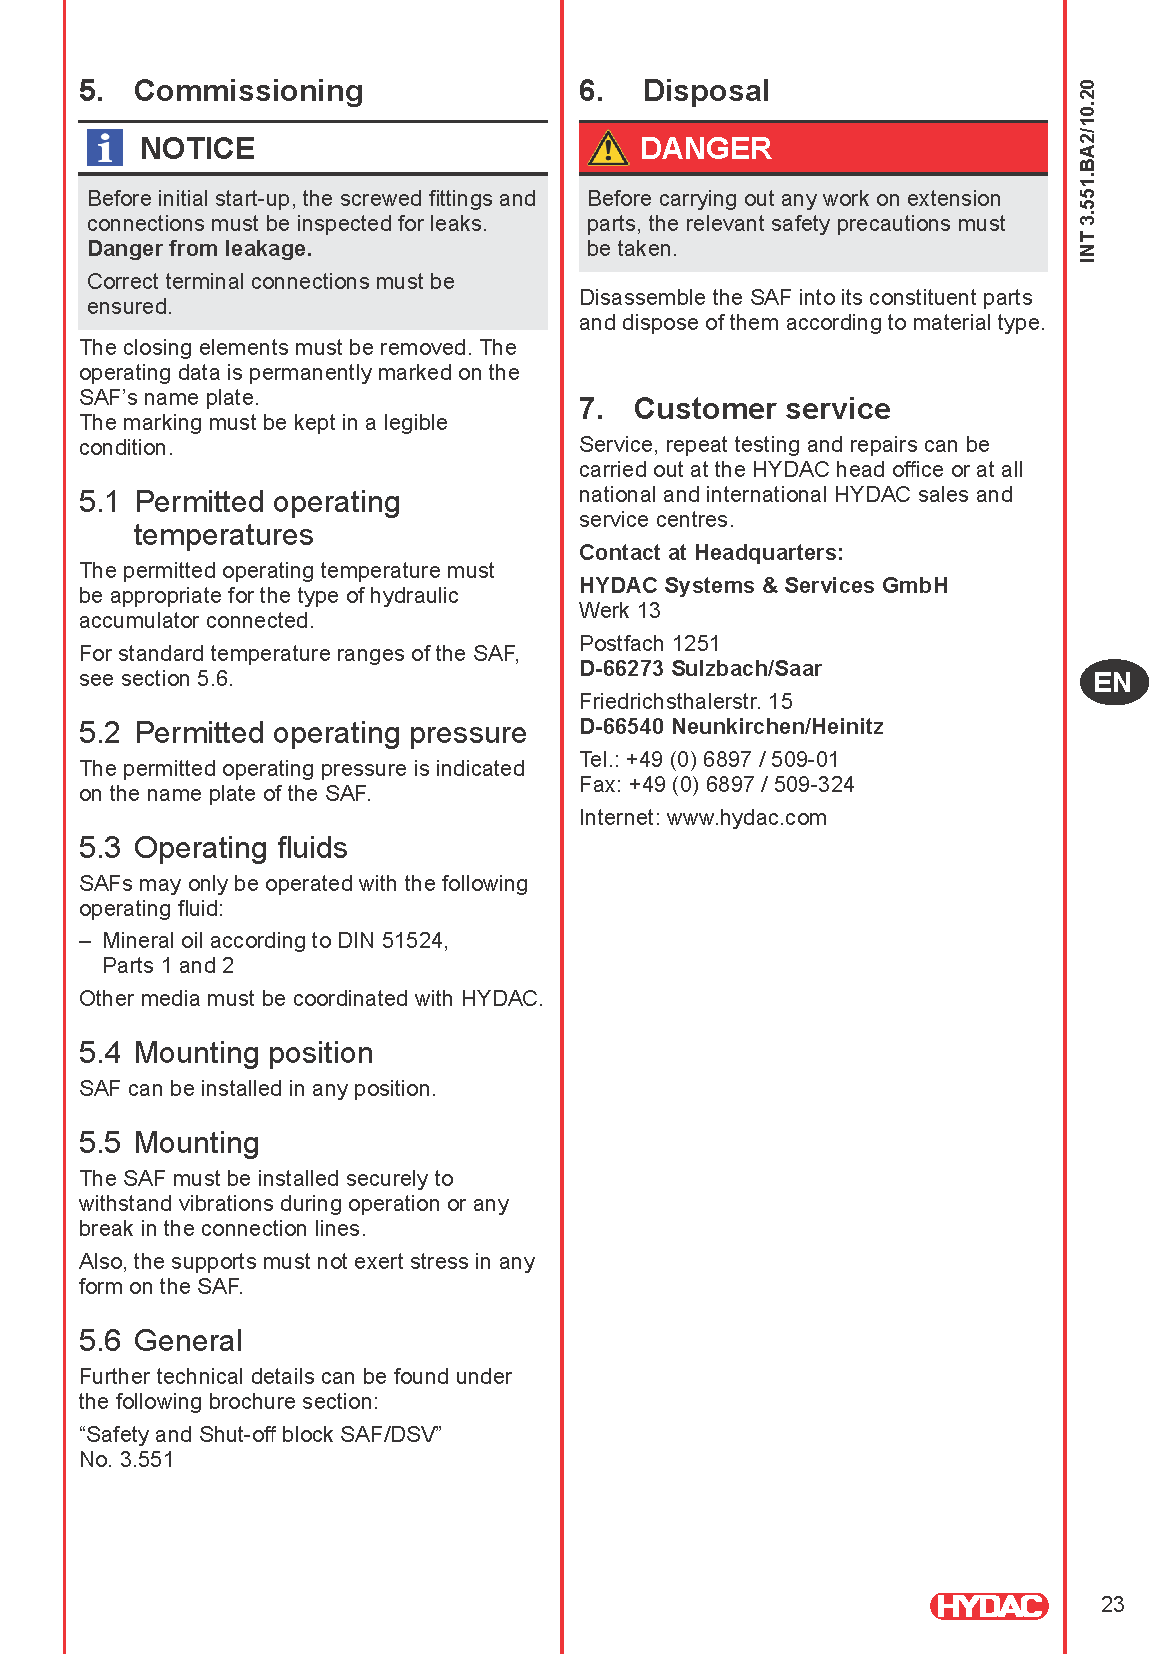 5. Commissioning
NOTICE
Before initial start-up, the screwed fittings and
connections must be inspected for leaks.
Danger from leakage.
Correct terminal connections must be
ensured.
The closing elements must be removed. The
operating data is permanently marked on the
SAF’s name plate.
The marking must be kept in a legible
condition.
5.1 Permitted operating
temperatures
The permitted operating temperature must
be appropriate for the type of hydraulic
accumulator connected.
For standard temperature ranges of the SAF,
see section 5.6.
5.2 Permitted operating pressure
The permitted operating pressure is indicated
on the name plate of the SAF.
5.3 Operating fluids
SAFs may only be operated with the following
operating fluid:
– Mineral oil according to DIN 51524,
Parts 1 and 2
Other media must be coordinated with HYDAC.
5.4 Mounting position
SAF can be installed in any position.
5.5 Mounting
The SAF must be installed securely to
withstand vibrations during operation or any
break in the connection lines.
Also, the supports must not exert stress in any
form on the SAF.
5.6 General
Further technical details can be found under
the following brochure section:
“Safety and Shut-off block SAF/DSV”
No. 3.551
6. Disposal
DANGER
Before carrying out any work on extension
parts, the relevant safety precautions must
be taken.
Disassemble the SAF into its constituent parts
and dispose of them according to material type.
7. Customer service
Service, repeat testing and repairs can be
carried out at the HYDAC head office or at all
national and international HYDAC sales and
service centres.
Contact at Headquarters:
HYDAC Systems & Services GmbH
Werk 13
Postfach 1251
D-66273 Sulzbach/Saar
Friedrichsthalerstr. 15
D-66540 Neunkirchen/Heinitz
Tel.: +49 (0) 6897 / 509-01
Fax: +49 (0) 6897 / 509-324
Internet: www.hydac.com
INT 3.551.BA2/10.20
EN
HYDAC
23